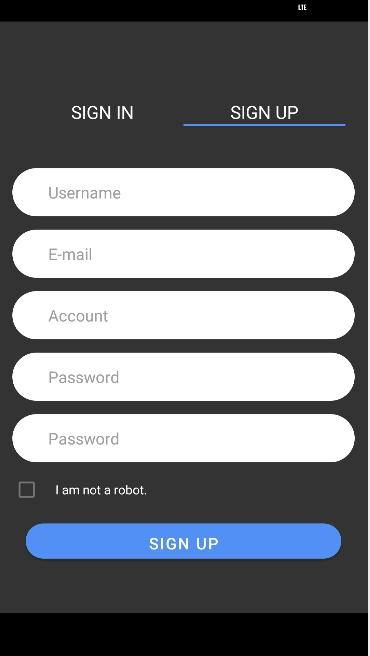 LTE
SIGN IN SIGN UP
Username
E-mail
Account
Password
Password
I am not a robot.
SIGN UP